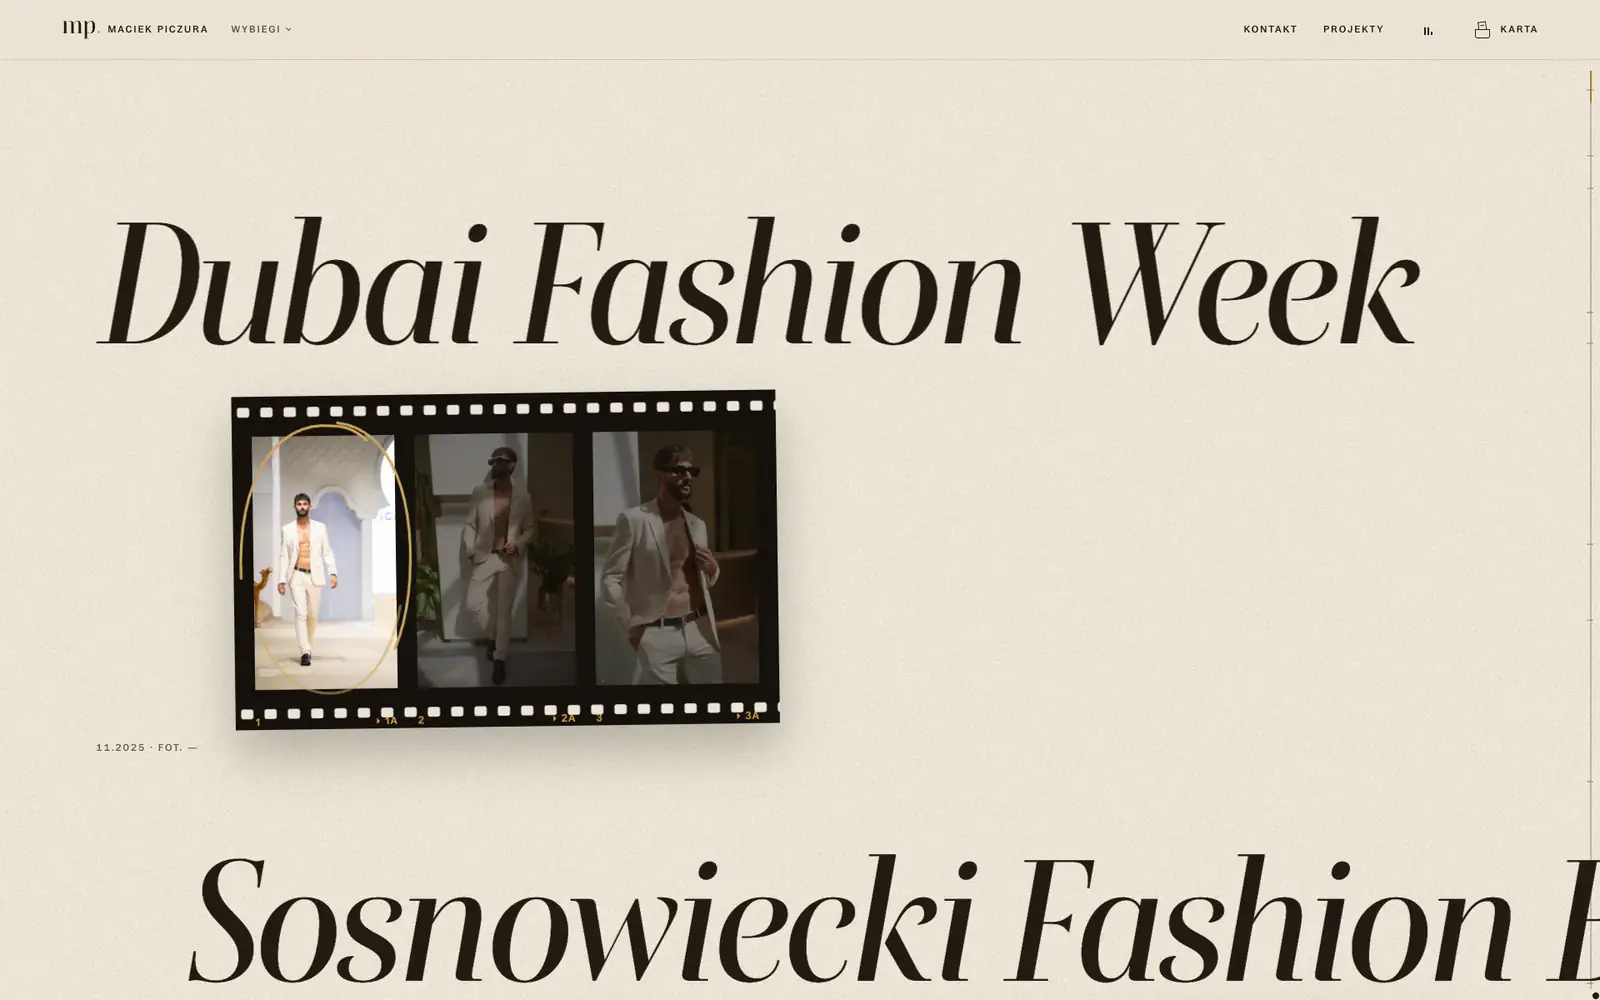 mp. MACIEK PICZURA WYBIEGI
KONTAKT PROJEKTY KARTA
Dubai Fashion Week
1 1A 2 2A 3 3A
11.2025 · FOT. —
Sosnowiecki Fashion